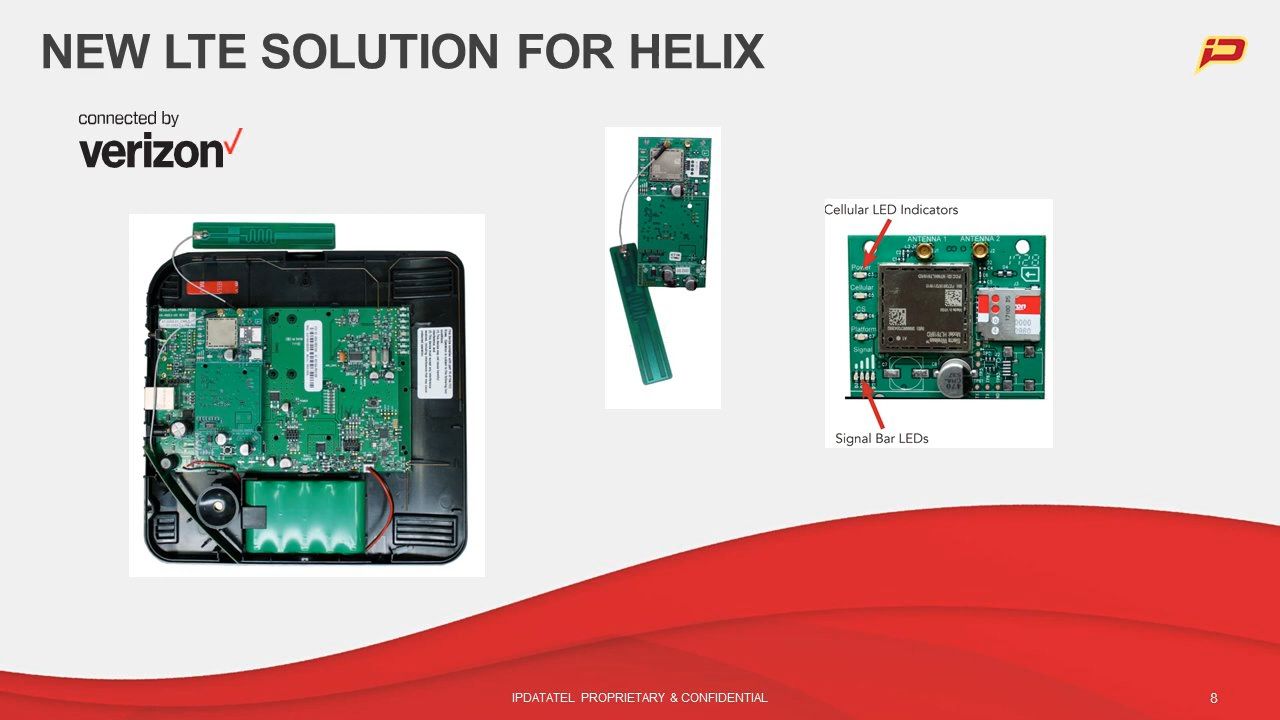 NEW LTE SOLUTION FOR HELIX
connected by
verizon
Cellular LED Indicators
ANTENNA 1 ANTENNA 2
1728
Power
Cellular
CS
Platform
Signal
Signal Bar LEDs
IPDATATEL PROPRIETARY & CONFIDENTIAL
8